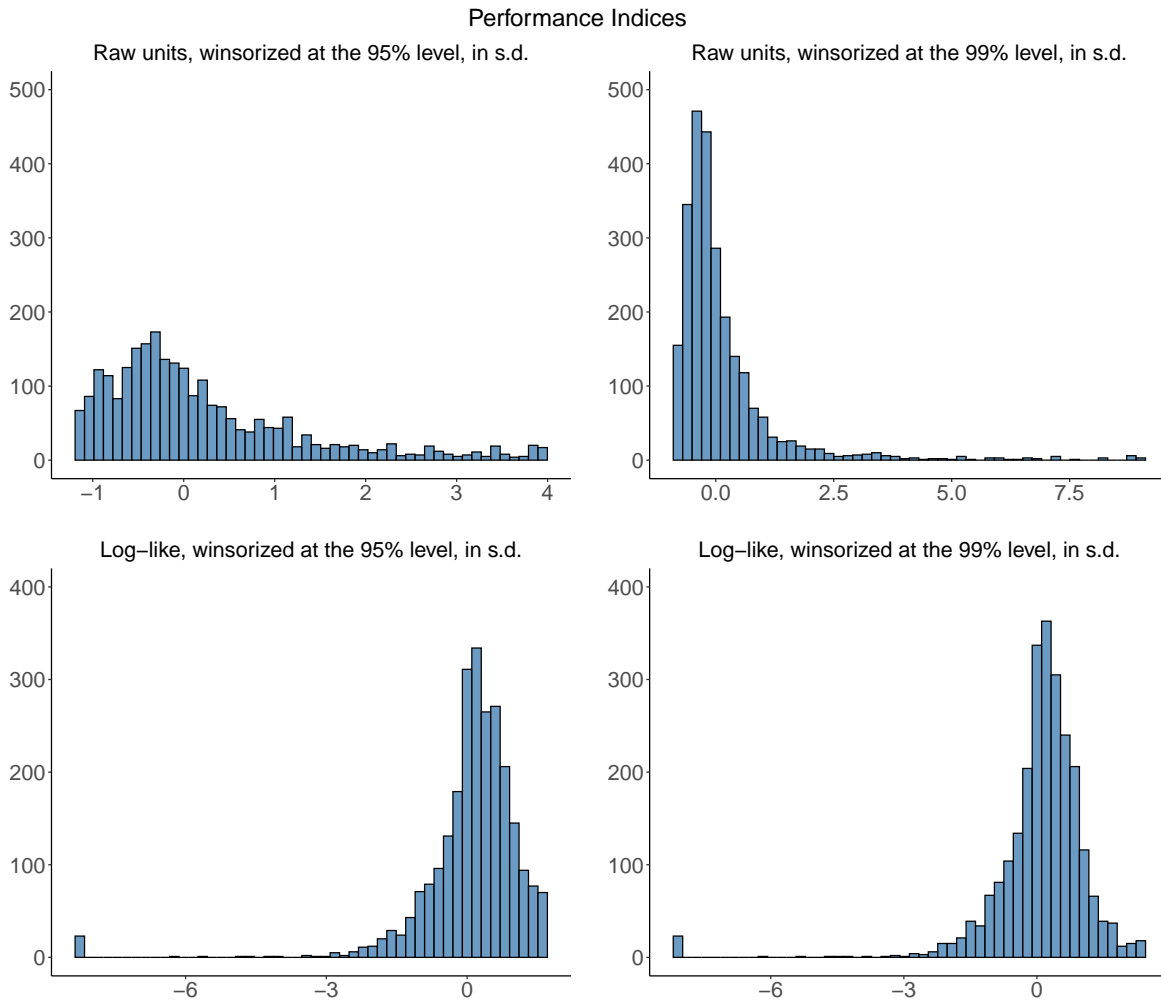 Performance Indices
Raw units, winsorized at the 95% level, in s.d.
500
400
300
200
100
0
−1 0 1 2 3 4
Raw units, winsorized at the 99% level, in s.d.
500
400
300
200
100
0
0.0 2.5 5.0 7.5
Log−like, winsorized at the 95% level, in s.d.
400
300
200
100
0
−6 −3 0
Log−like, winsorized at the 99% level, in s.d.
400
300
200
100
0
−6 −3 0